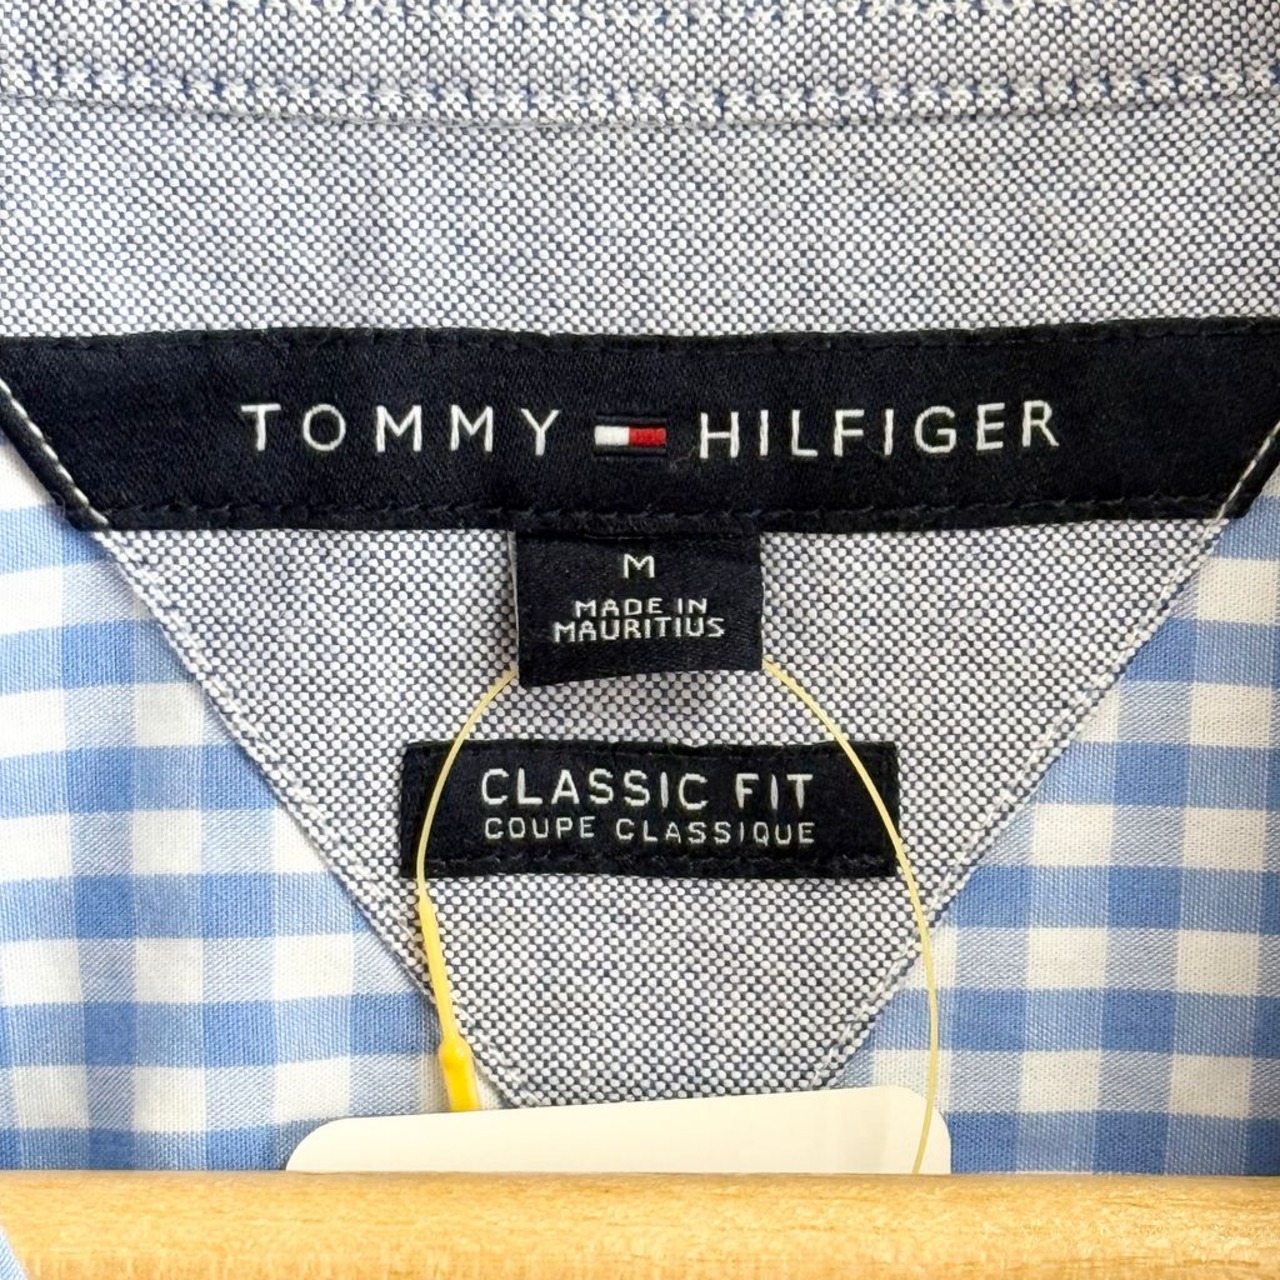 TOMMY HILFIGER
M
MADE IN
MAURITIUS
CLASSIC FIT
COUPE CLASSIQUE